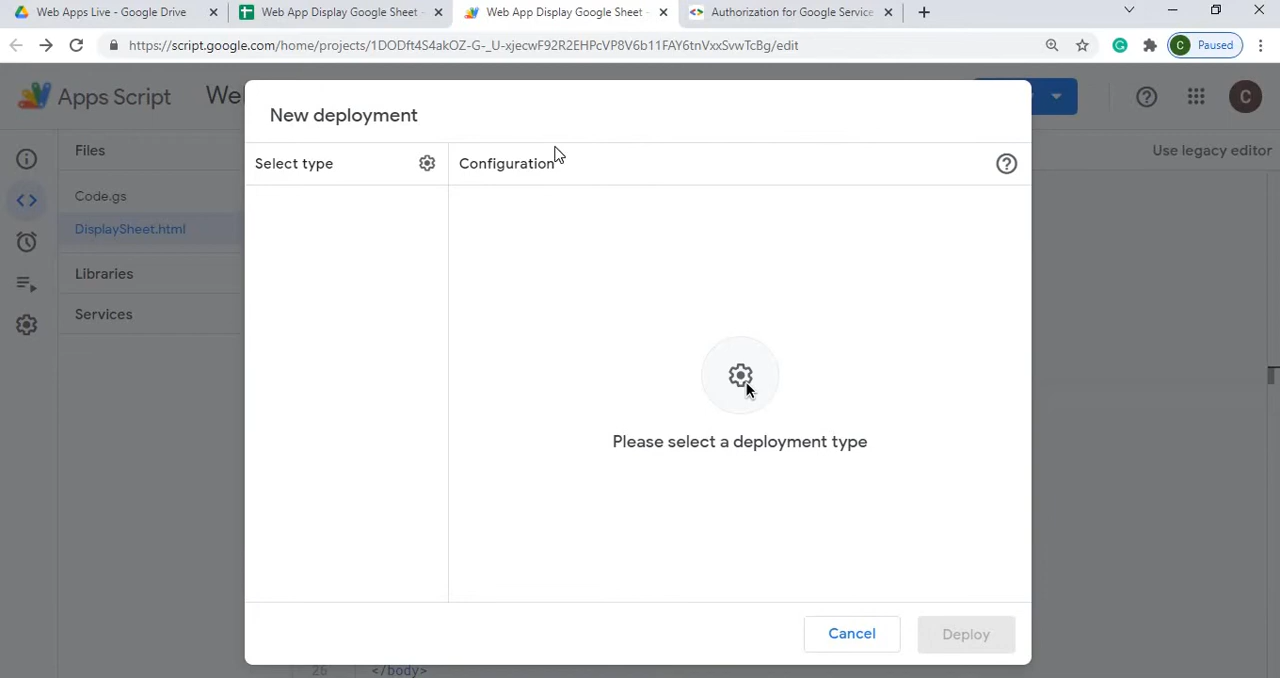 Web Apps Live - Google Drive
Web App Display Google Sheet -
Web App Display Google Sheet -
Authorization for Google Service
https://script.google.com/home/projects/1DODft4S4akOZ-G-_U-xjecwF92R2EHPcVP8V6b11FAY6tnVxxSvwTcBg/edit
C Paused
Apps Script
We
C
New deployment
Files
Use legacy editor
Select type
Configuration
Code.gs
DisplaySheet.html
Libraries
Services
Please select a deployment type
Cancel
Deploy
26 </body>